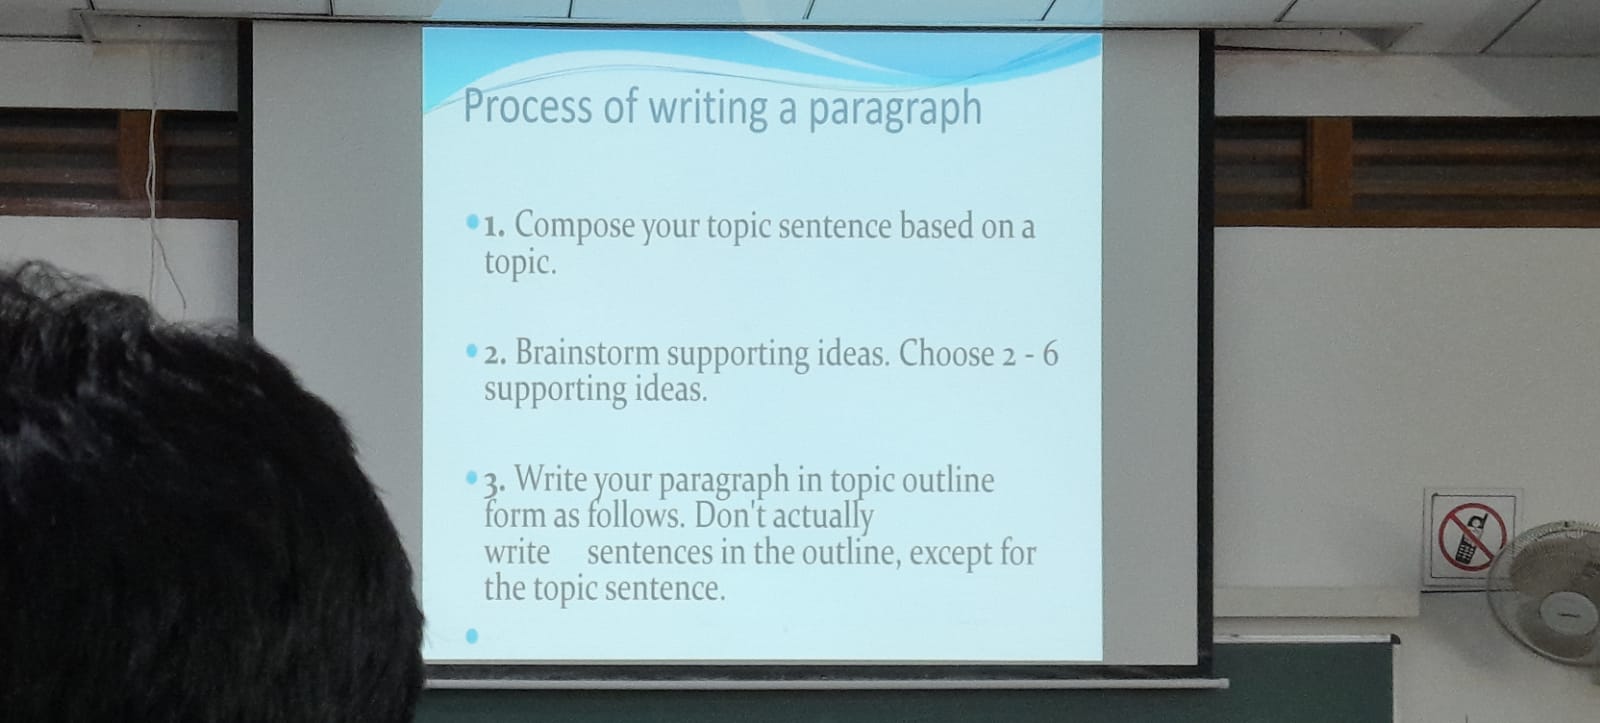 Process of writing a paragraph
1. Compose your topic sentence based on a
topic.
2. Brainstorm supporting ideas. Choose 2 - 6
supporting ideas.
3. Write your paragraph in topic outline
form as follows. Don't actually
write sentences in the outline, except for
the topic sentence.